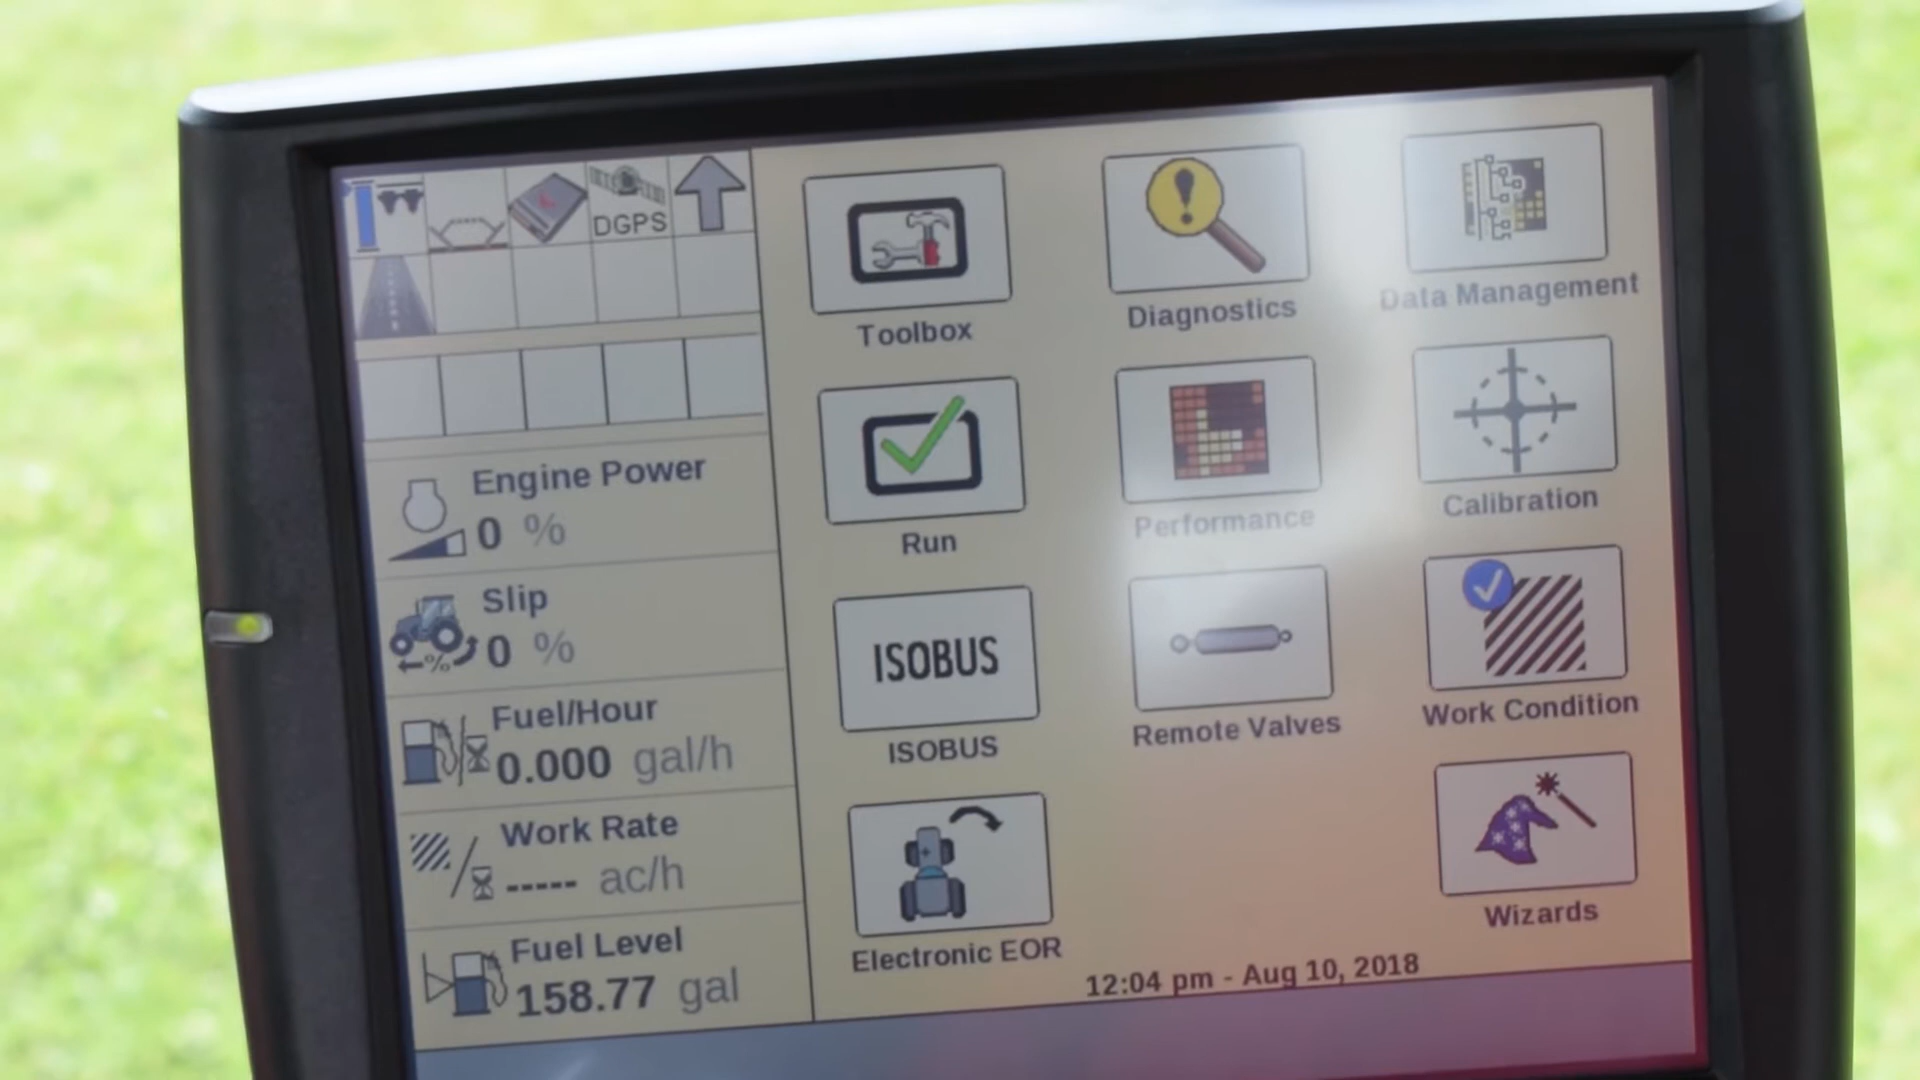 DGPS
Engine Power
0 %
Slip
0 %
Fuel/Hour
0.000 gal/h
Work Rate
----- ac/h
Fuel Level
158.77 gal
Toolbox
Diagnostics
Data Management
Run
Performance
Calibration
ISOBUS
ISOBUS
Remote Valves
Work Condition
Electronic EOR
Wizards
12:04 pm - Aug 10, 2018